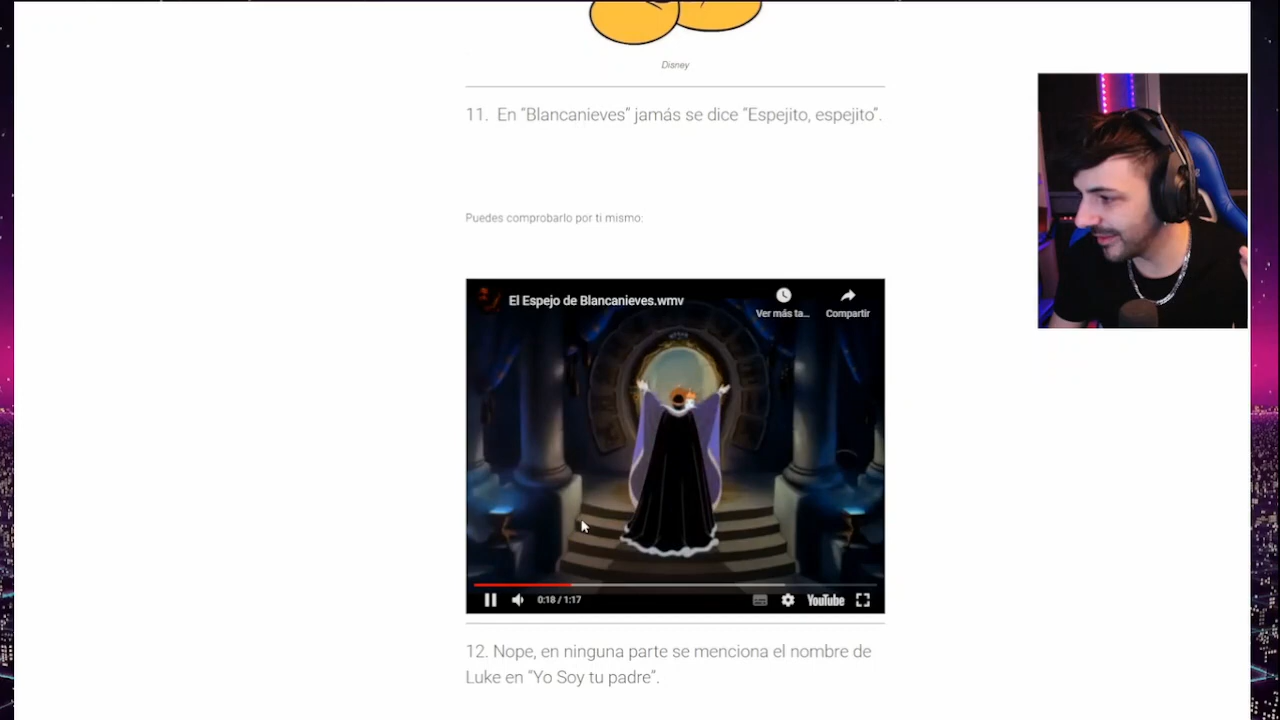 Disney
11. En “Blancanieves” jamás se dice “Espejito, espejito”.
Puedes comprobarlo por ti mismo:
El Espejo de Blancanieves.wmv
Ver más ta...
Compartir
0:18 / 1:17
YouTube
12. Nope, en ninguna parte se menciona el nombre de
Luke en “Yo Soy tu padre”.